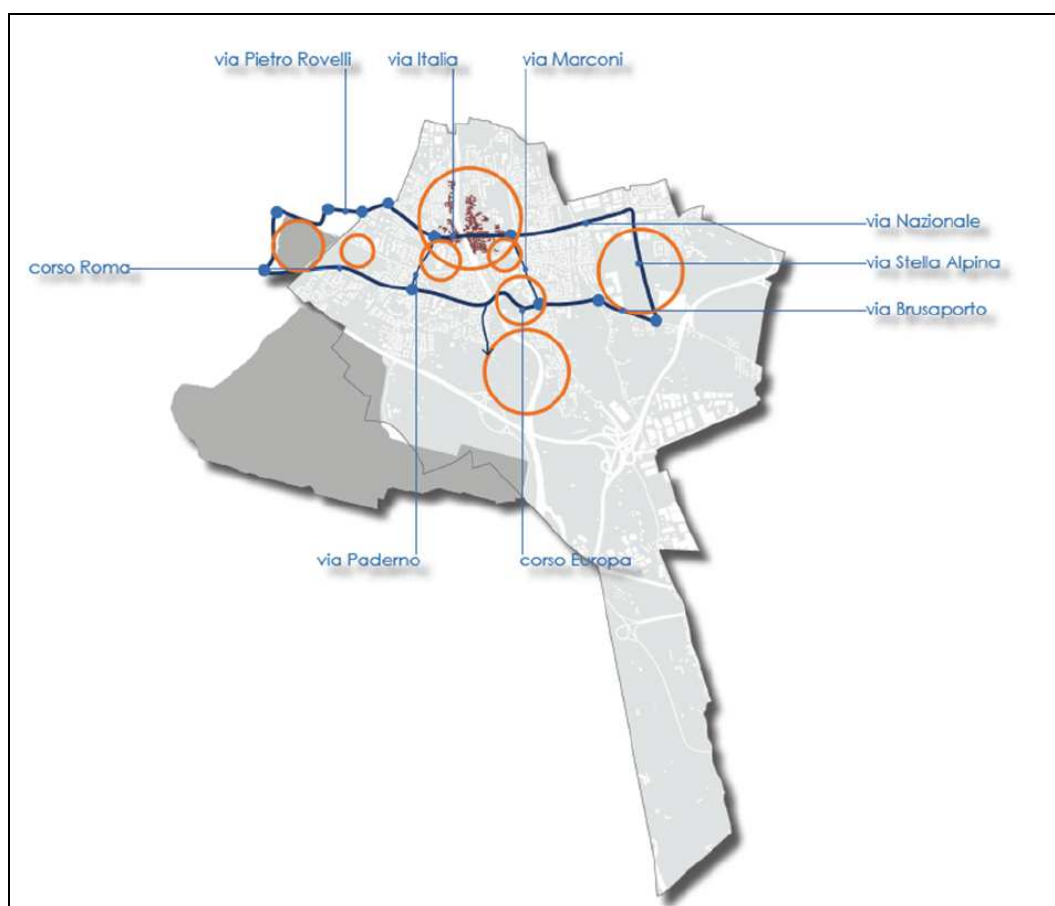 via Pietro Rovelli
via Italia
via Marconi
via Nazionale
via Stella Alpina
corso Roma
via Brusaporto
via Paderno
corso Europa